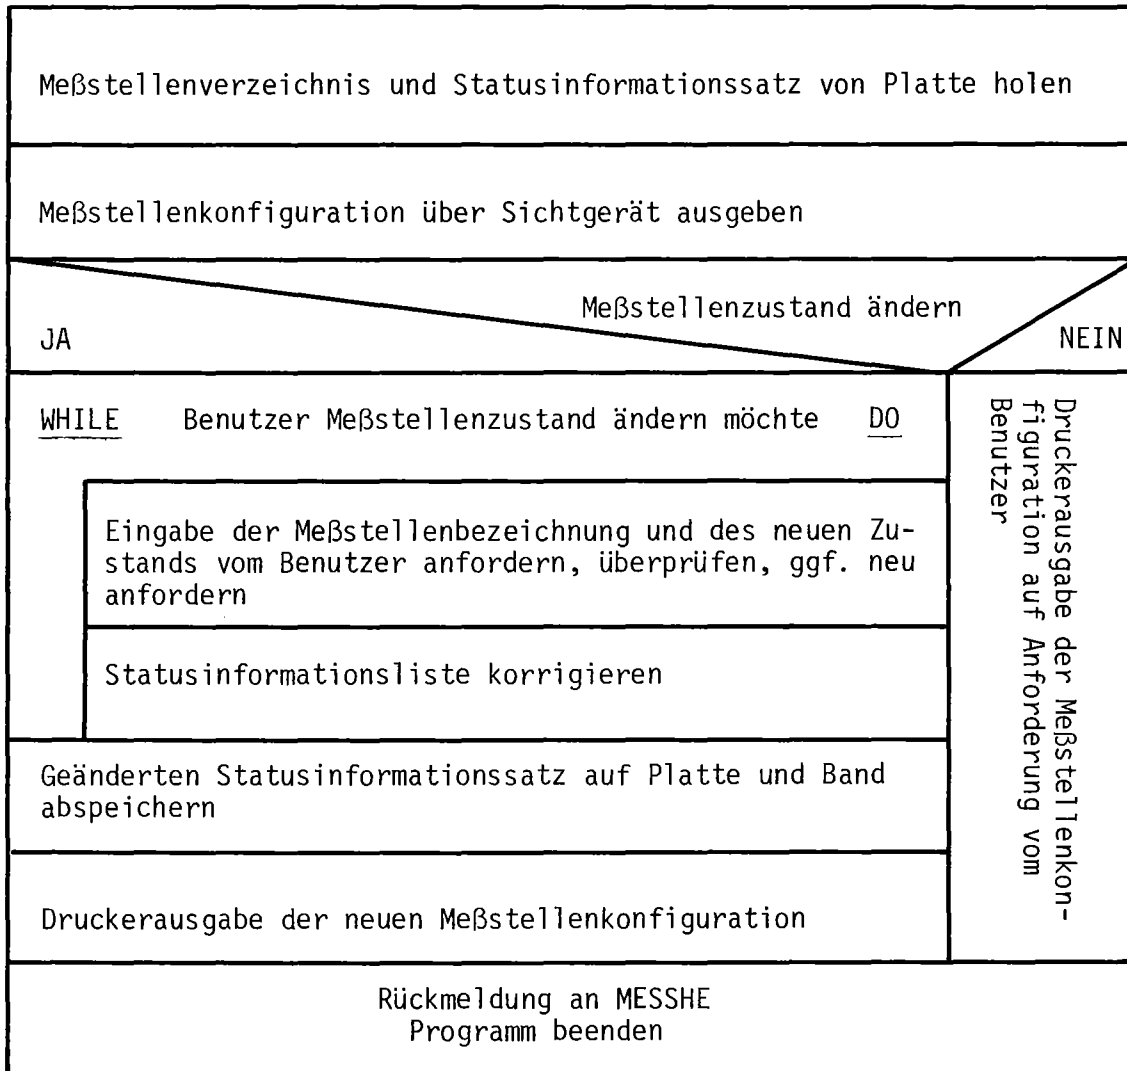 Meßstellenverzeichnis und Statusinformationssatz von Platte holen
Meßstellenkonfiguration über Sichtgerät ausgeben
Meßstellenzustand ändern
JA
NEIN
WHILE Benutzer Meßstellenzustand ändern möchte DO
Eingabe der Meßstellenbezeichnung und des neuen Zu-
stands vom Benutzer anfordern, überprüfen, ggf. neu
anfordern
Statusinformationsliste korrigieren
Geänderten Statusinformationssatz auf Platte und Band
abspeichern
Druckerausgabe der neuen Meßstellenkonfiguration
Druckerausgabe der Meßstellenkon-
figuration auf Anforderung vom
Benutzer
Rückmeldung an MESSHE
Programm beenden